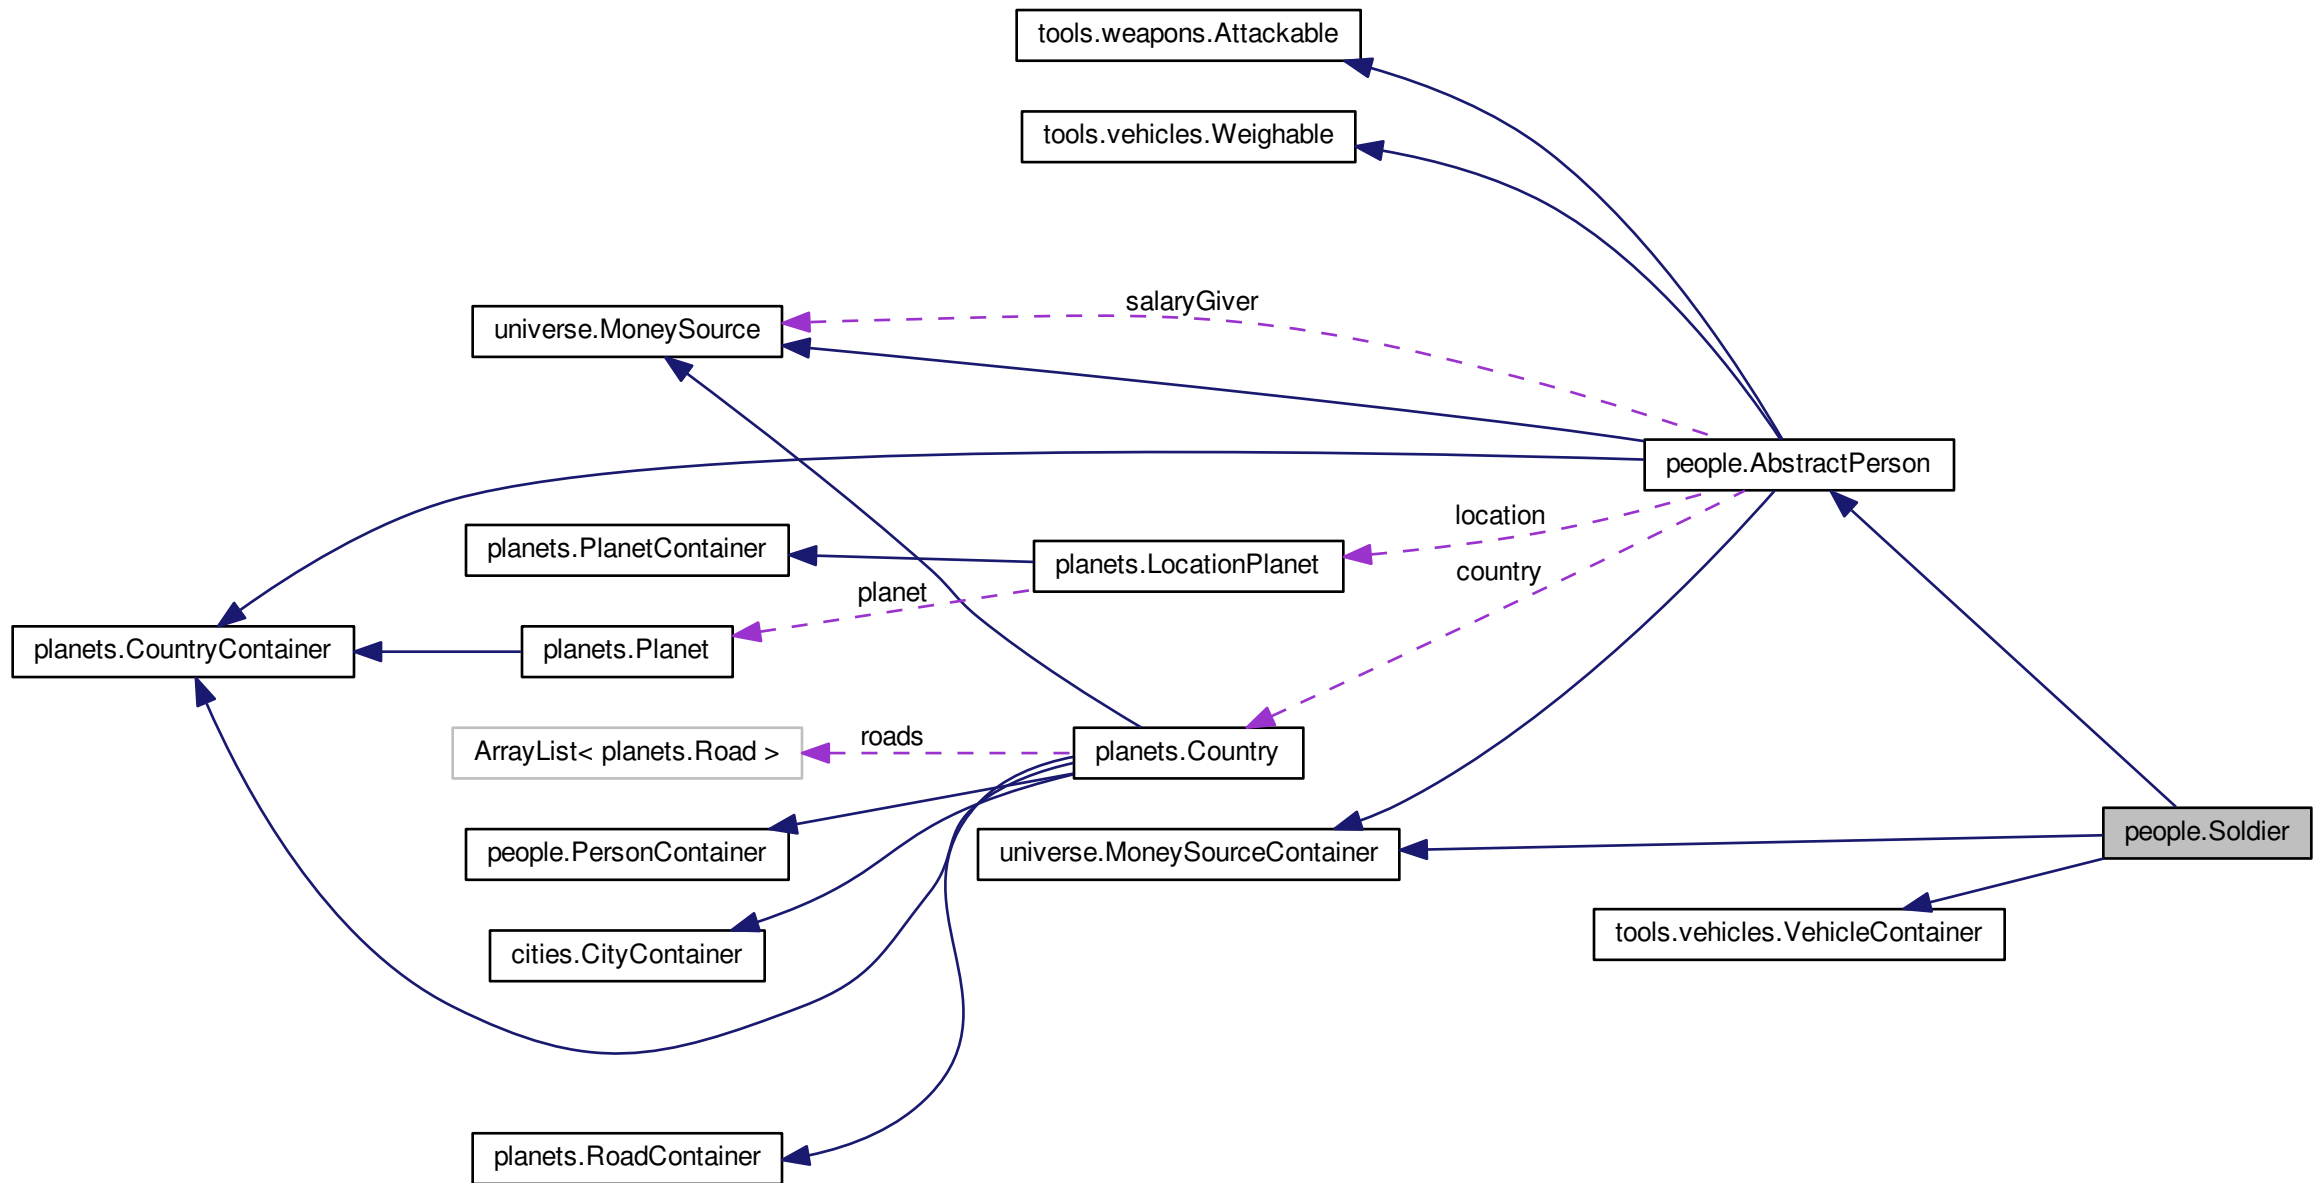 tools.weapons.Attackable
tools.vehicles.Weighable
salaryGiver
universe.MoneySource
people.AbstractPerson
location
planets.PlanetContainer
planets.LocationPlanet
country
planet
planets.CountryContainer
planets.Planet
roads
ArrayList< planets.Road >
planets.Country
people.Soldier
people.PersonContainer
universe.MoneySourceContainer
tools.vehicles.VehicleContainer
cities.CityContainer
planets.RoadContainer